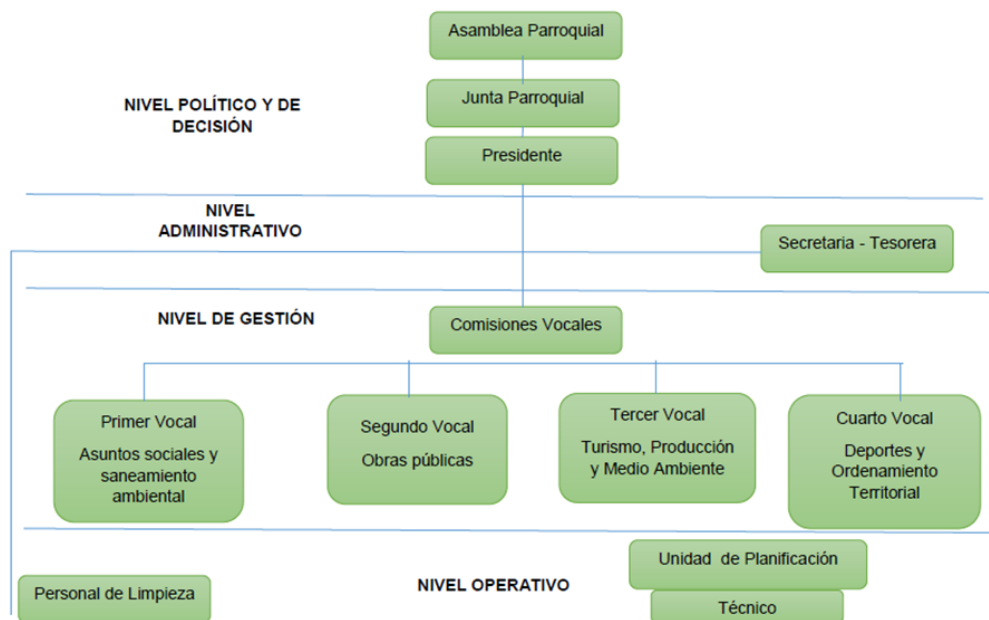 Asamblea Parroquial
NIVEL POLÍTICO Y DE
DECISIÓN
Junta Parroquial
Presidente
NIVEL
ADMINISTRATIVO
Secretaria - Tesorera
NIVEL DE GESTIÓN
Comisiones Vocales
Primer Vocal
Asuntos sociales y
saneamiento
ambiental
Segundo Vocal
Obras públicas
Tercer Vocal
Turismo, Producción
y Medio Ambiente
Cuarto Vocal
Deportes y
Ordenamiento
Territorial
Personal de Limpieza
NIVEL OPERATIVO
Unidad de Planificación
Técnico